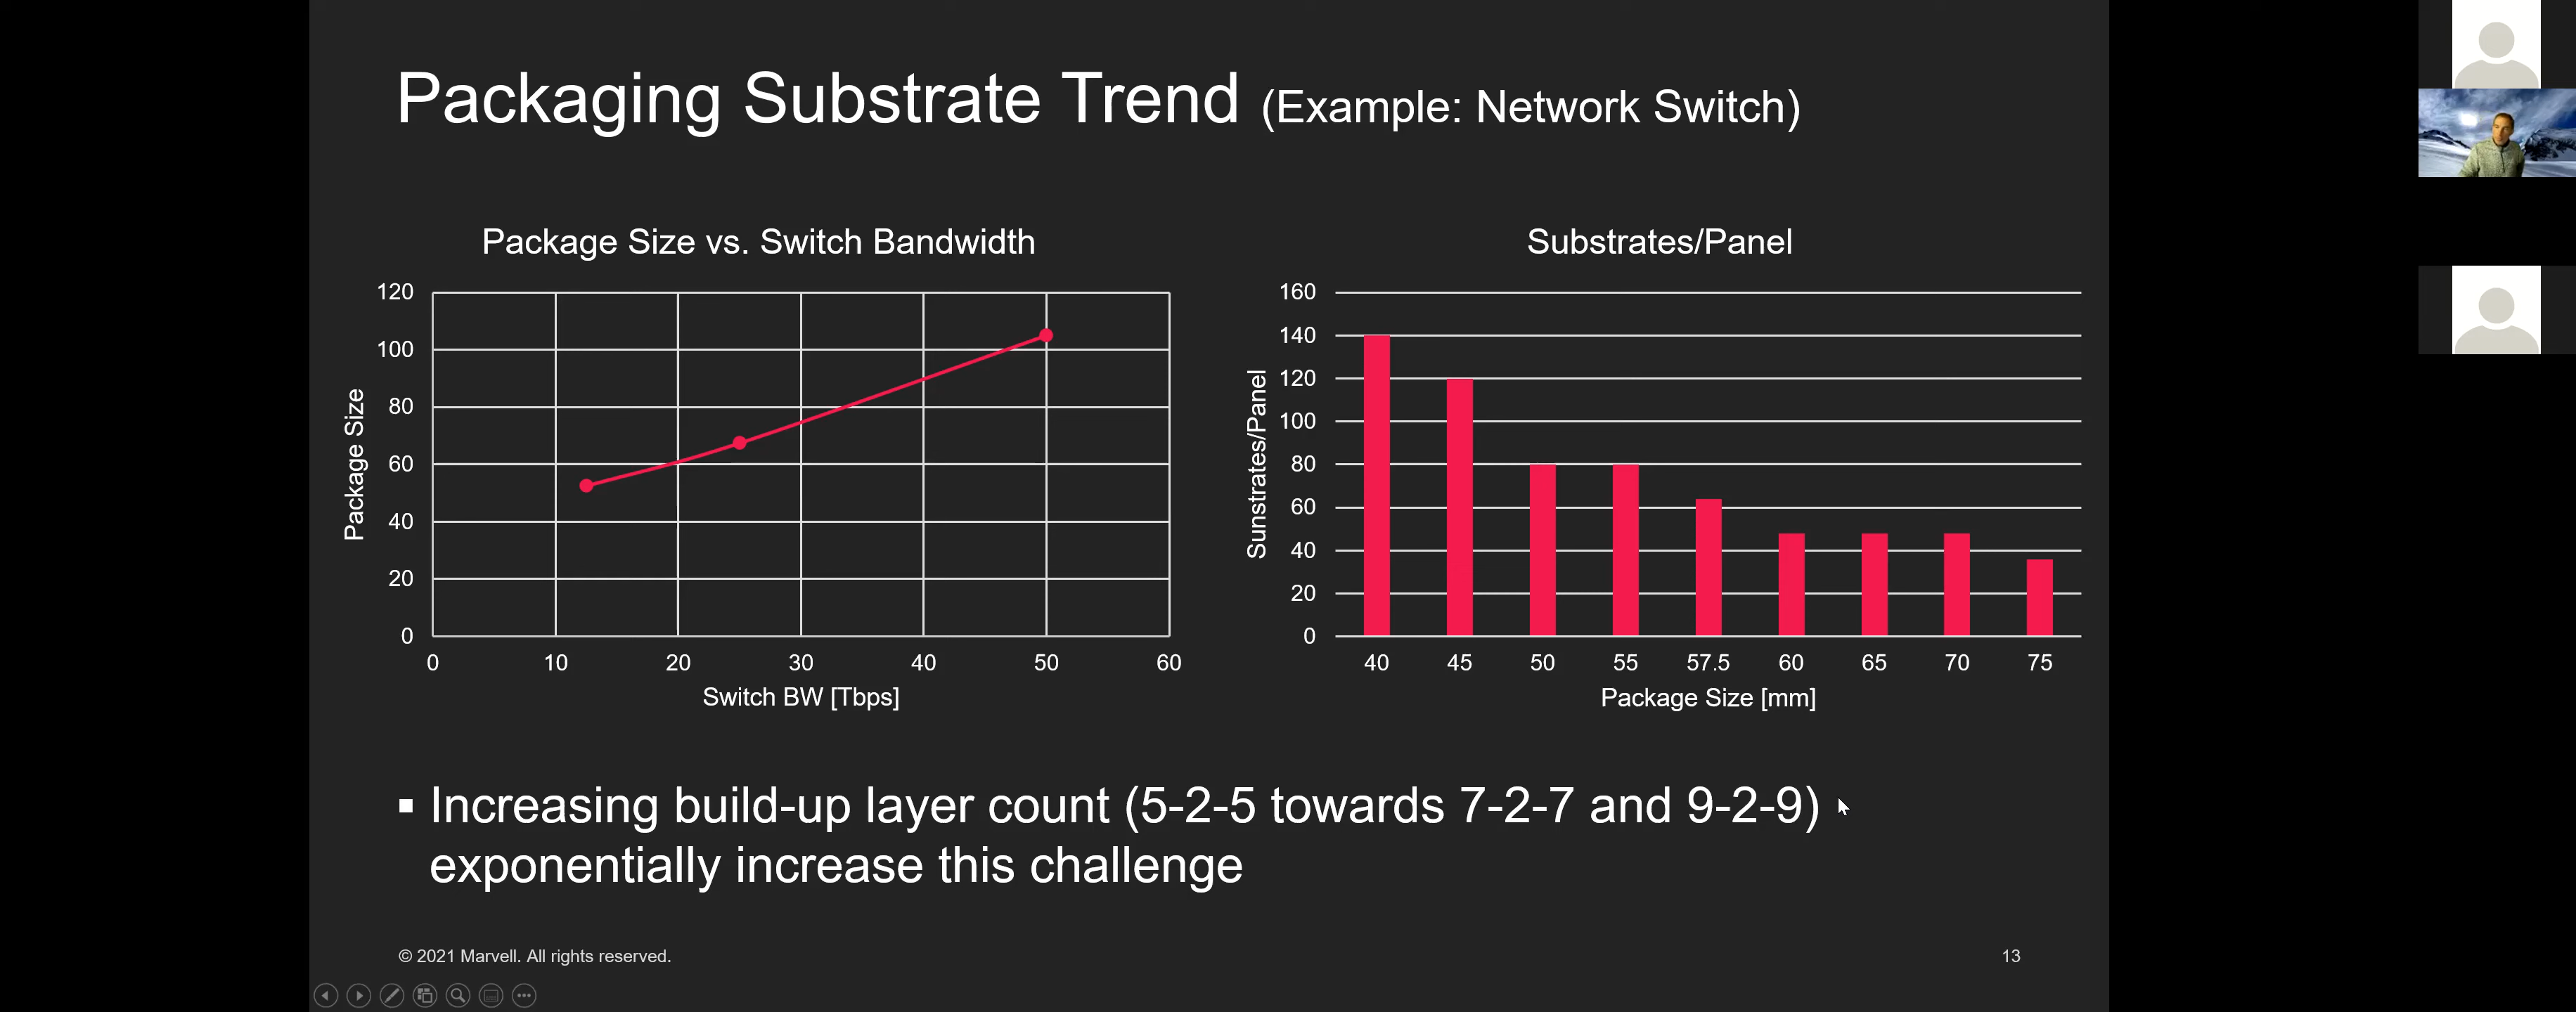 Packaging Substrate Trend (Example: Network Switch)
Package Size vs. Switch Bandwidth
120
100
80
60
40
20
0
Package Size
0 10 20 30 40 50 60
Switch BW [Tbps]
Substrates/Panel
160
140
120
100
80
60
40
20
0
Sunstrates/Panel
40 45 50 55 57.5 60 65 70 75
Package Size [mm]
▪ Increasing build-up layer count (5-2-5 towards 7-2-7 and 9-2-9)
exponentially increase this challenge
© 2021 Marvell. All rights reserved.
13